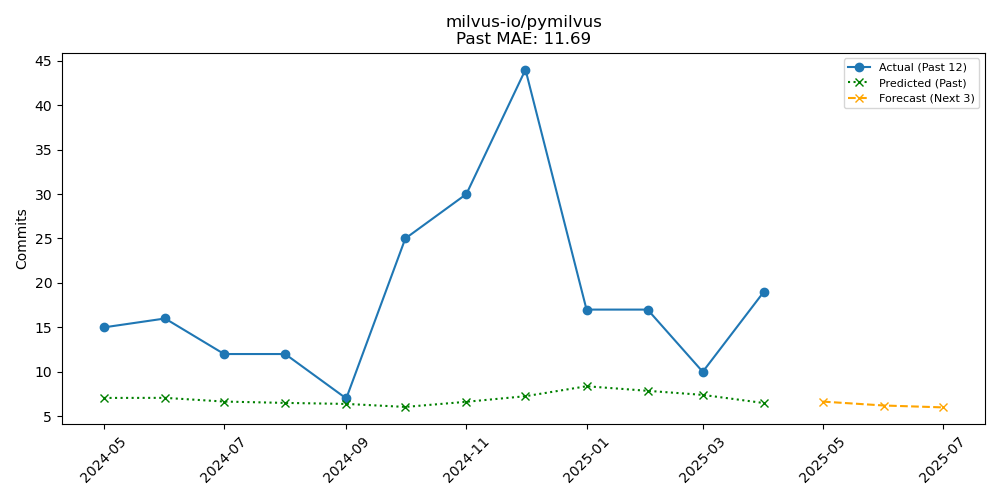 milvus-io/pymilvus
Past MAE: 11.69
Actual (Past 12)
Predicted (Past)
Forecast (Next 3)
Commits
45
40
35
30
25
20
15
10
5
2024-05
2024-07
2024-09
2024-11
2025-01
2025-03
2025-05
2025-07